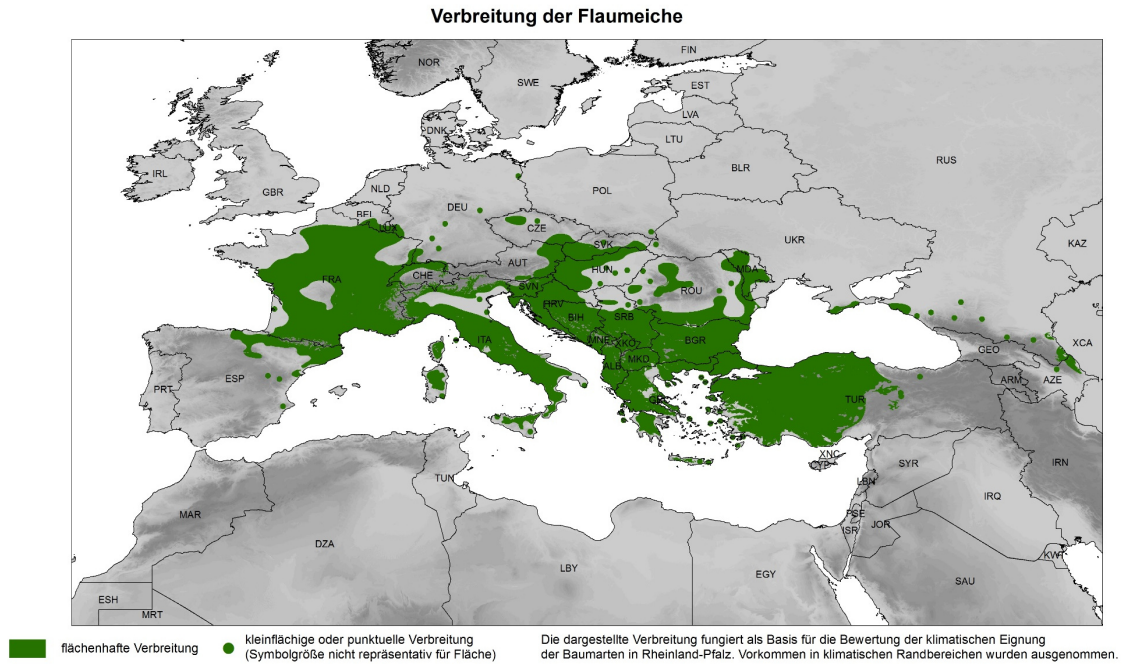 Verbreitung der Flaumeiche
FIN
NOR
SWE
EST
LVA
DNK
LTU
RUS
IRL
BLR
GBR
NLD
POL
DEU
BEL
LUX
CZE
UKR
KAZ
SVK
FRA
CHE
AUT
HUN
MDA
SVN
ROU
HRV
BIH
SRB
ITA
MNE
XKO
BGR
XCA
GEO
MKD
ALB
PRT
ESP
ARM
AZE
GRC
TUR
XNC
CYP
SYR
TUN
LBN
IRN
IRQ
MAR
PSE
JOR
ISR
DZA
LBY
EGY
KWT
SAU
ESH
MRT
flächenhafte Verbreitung
kleinflächige oder punktuelle Verbreitung
(Symbolgröße nicht repräsentativ für Fläche)
Die dargestellte Verbreitung fungiert als Basis für die Bewertung der klimatischen Eignung
der Baumarten in Rheinland-Pfalz. Vorkommen in klimatischen Randbereichen wurden ausgenommen.